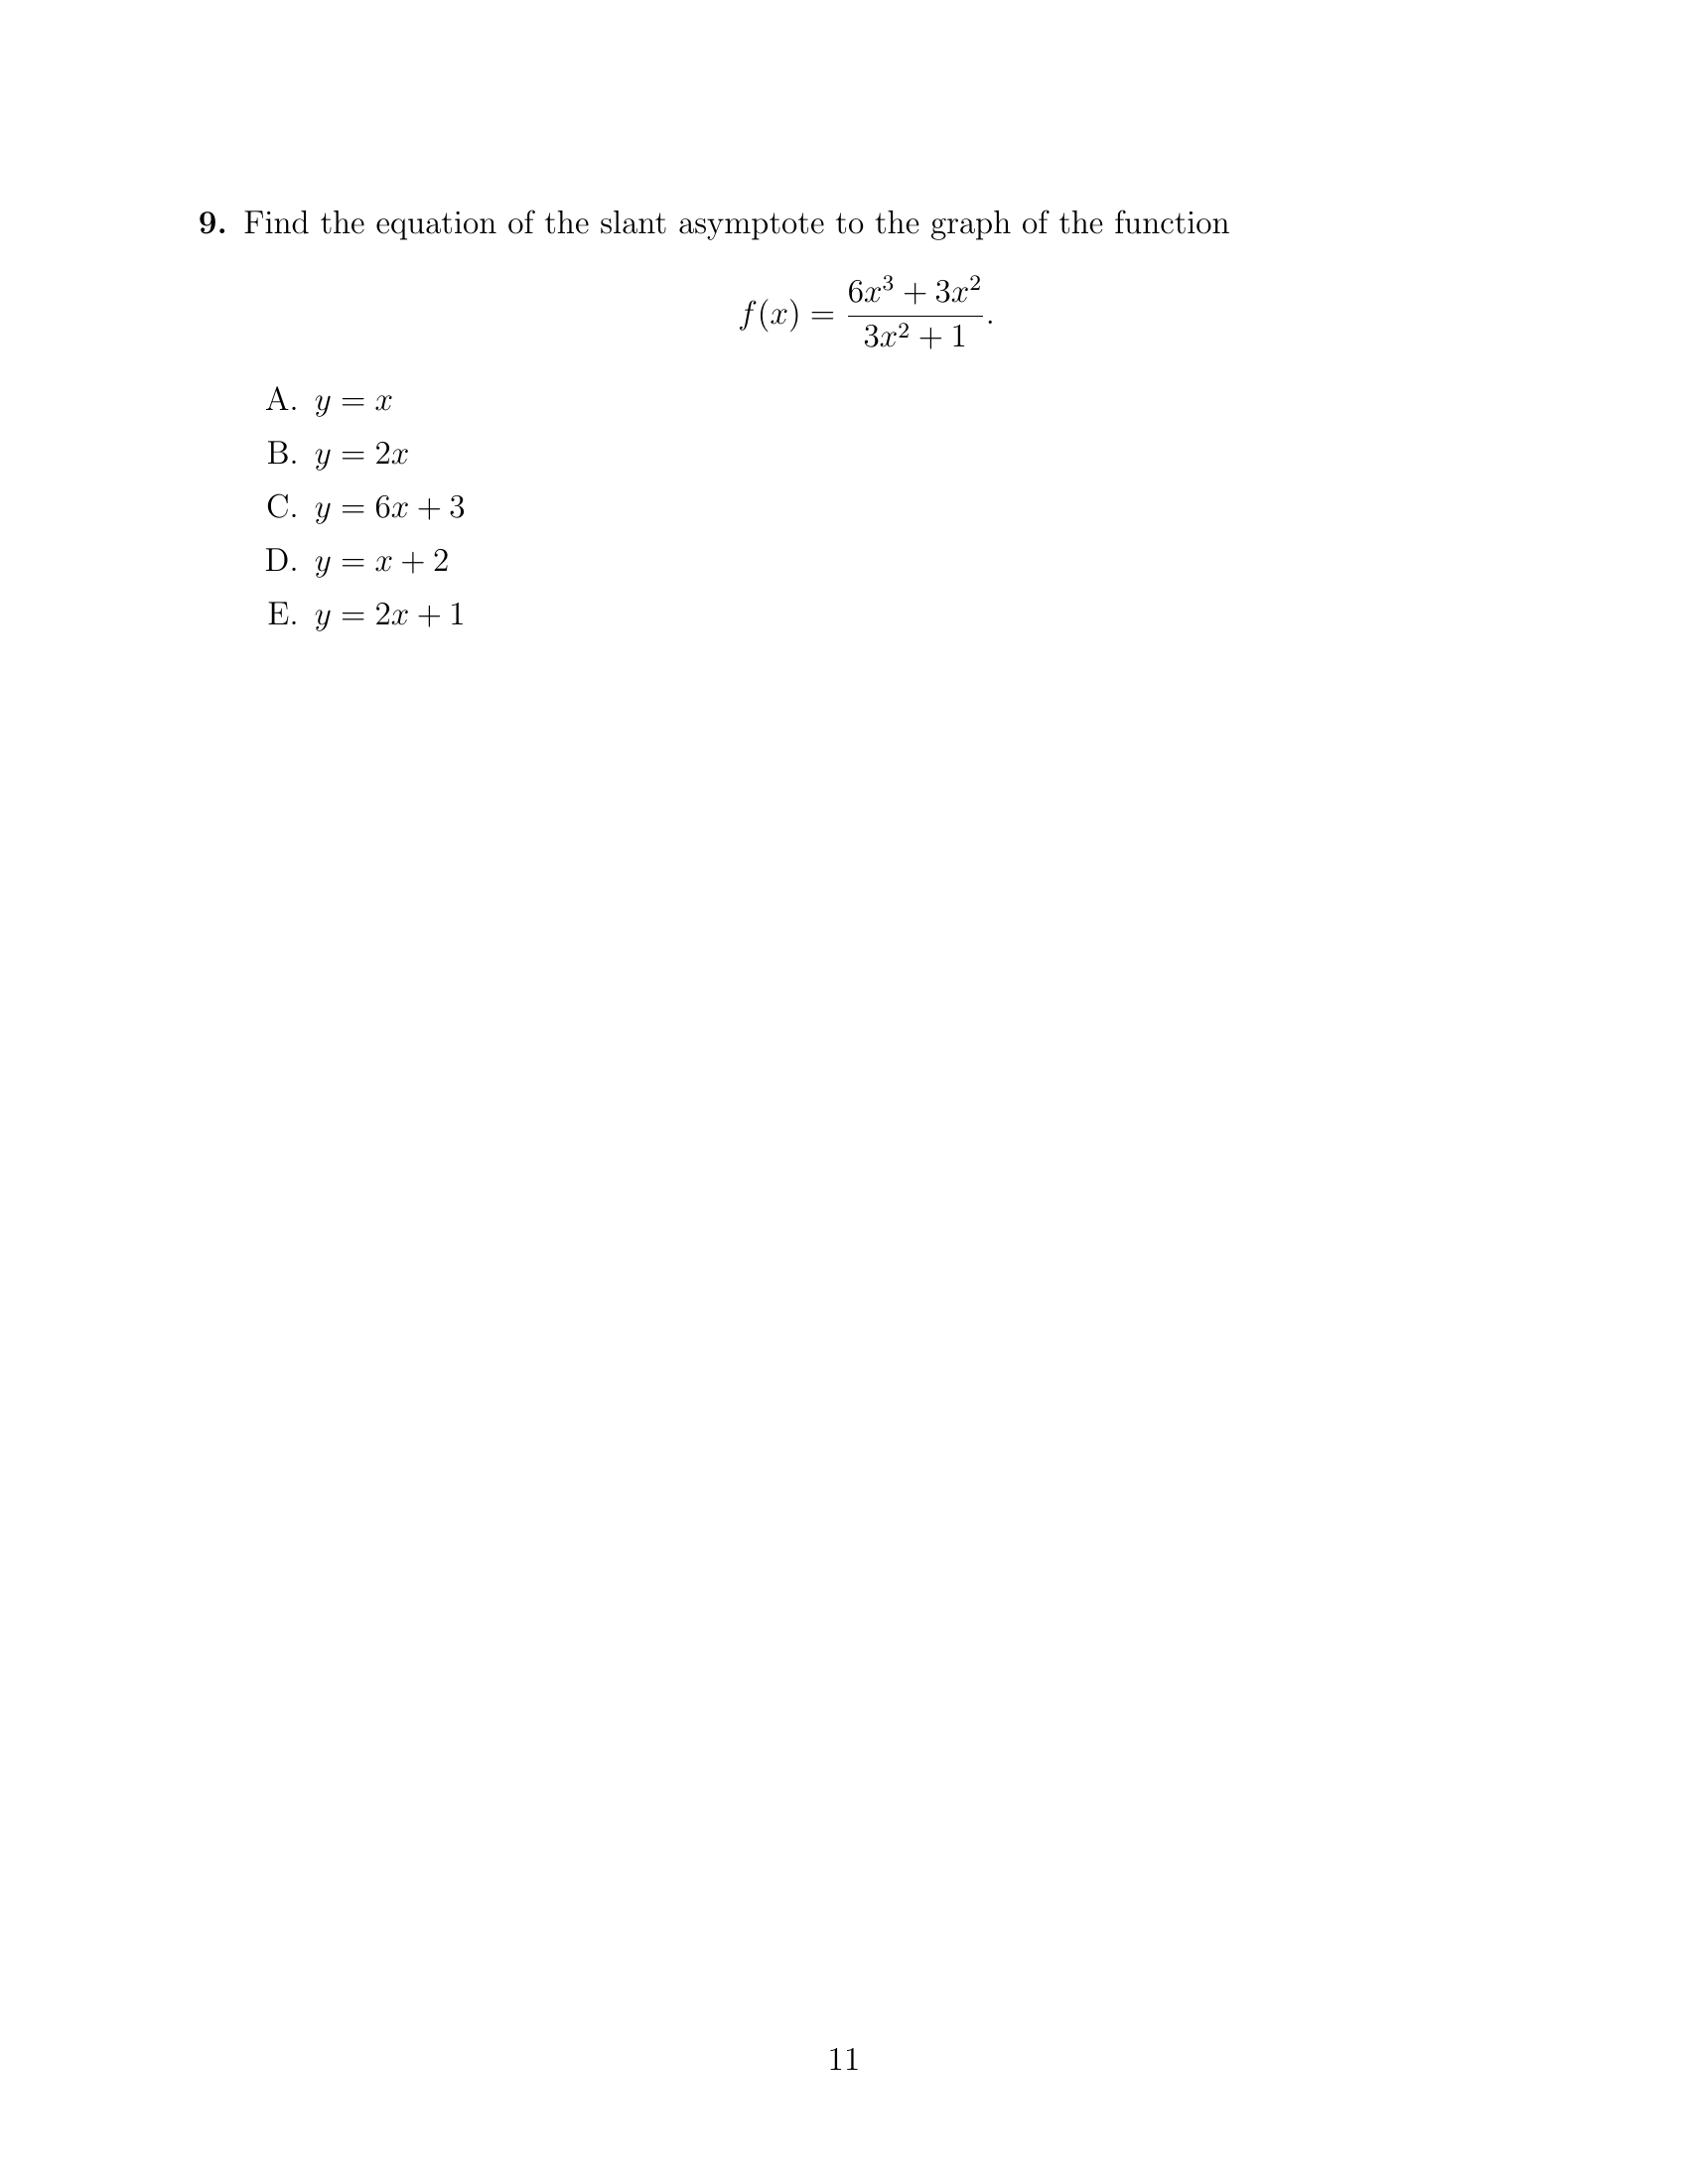 9. Find the equation of the slant asymptote to the graph of the function
f(x) = \frac{6x^3 + 3x^2}{3x^2 + 1}.
A. y = x
B. y = 2x
C. y = 6x + 3
D. y = x + 2
E. y = 2x + 1
11